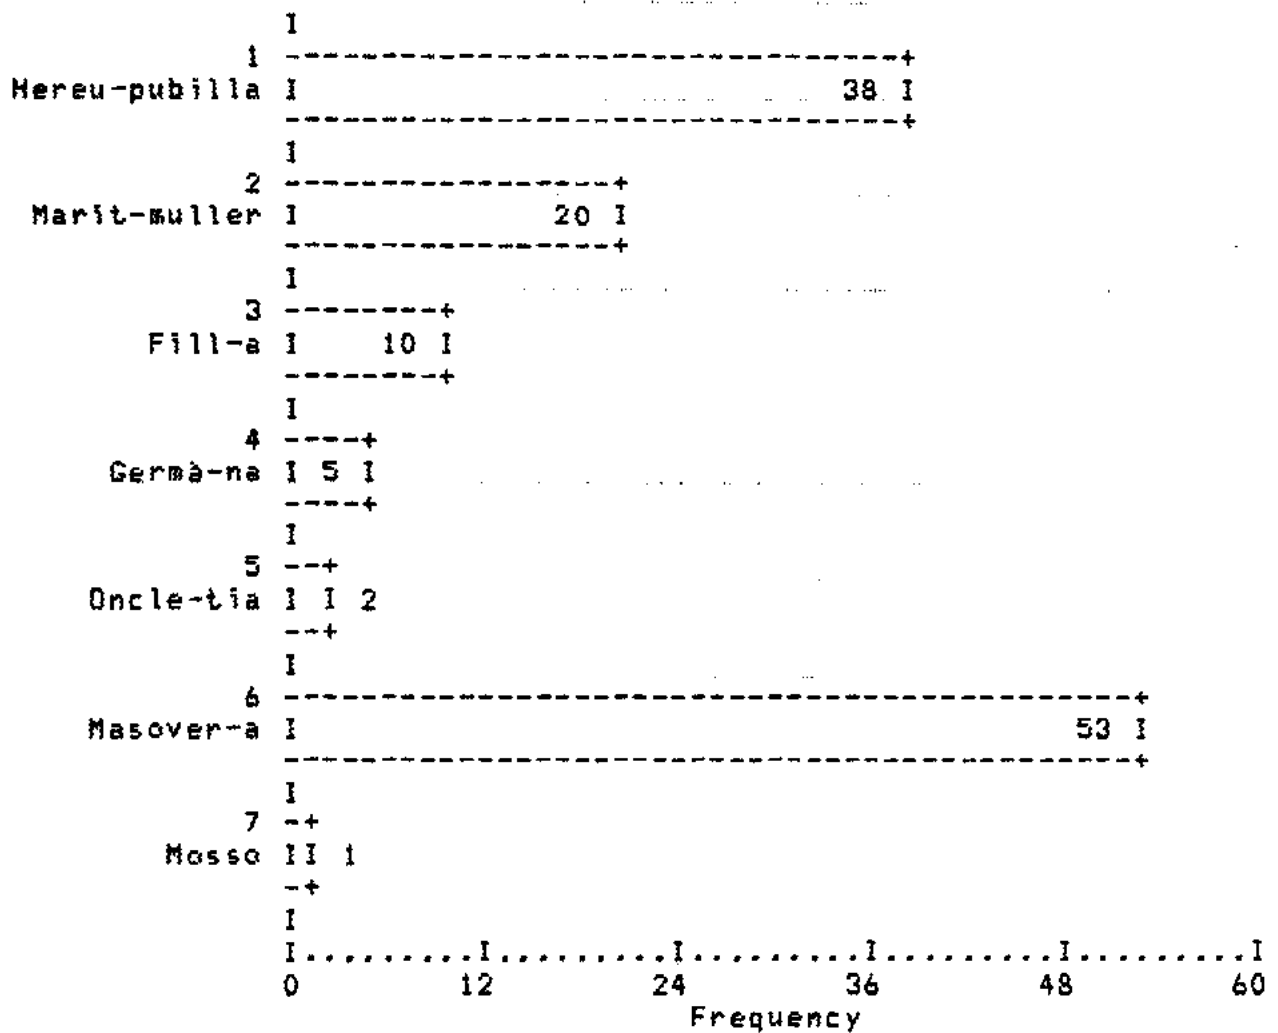 1
Hereu-pubilla 38
2
Marit-muller 20
3
Fill-a 10
4
Germà-na 5
5
Oncle-tia 2
6
Masover-a 53
7
Mosso 1
0 12 24 36 48 60
Frequency